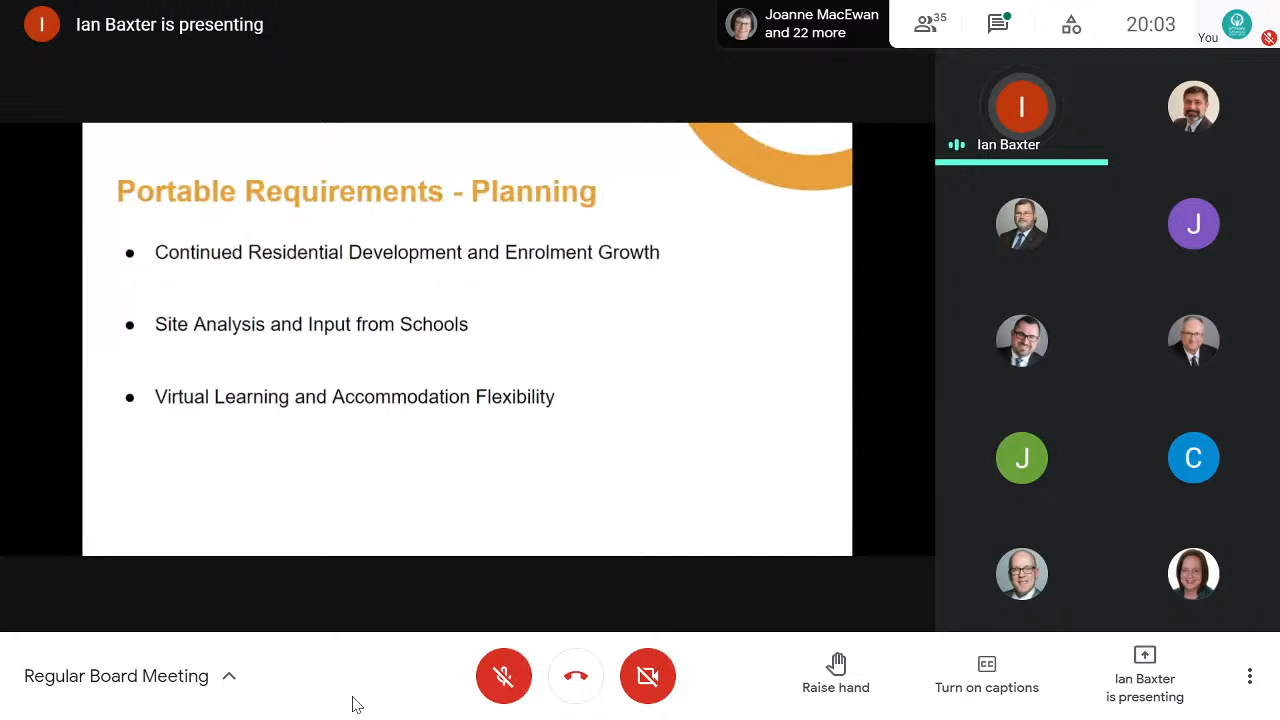 I
Ian Baxter is presenting
Joanne MacEwan
and 22 more
35
20:03
You
I
Ian Baxter
J
J
C
Portable Requirements - Planning
● Continued Residential Development and Enrolment Growth
● Site Analysis and Input from Schools
● Virtual Learning and Accommodation Flexibility
Regular Board Meeting
Raise hand
CC
Turn on captions
Ian Baxter
is presenting